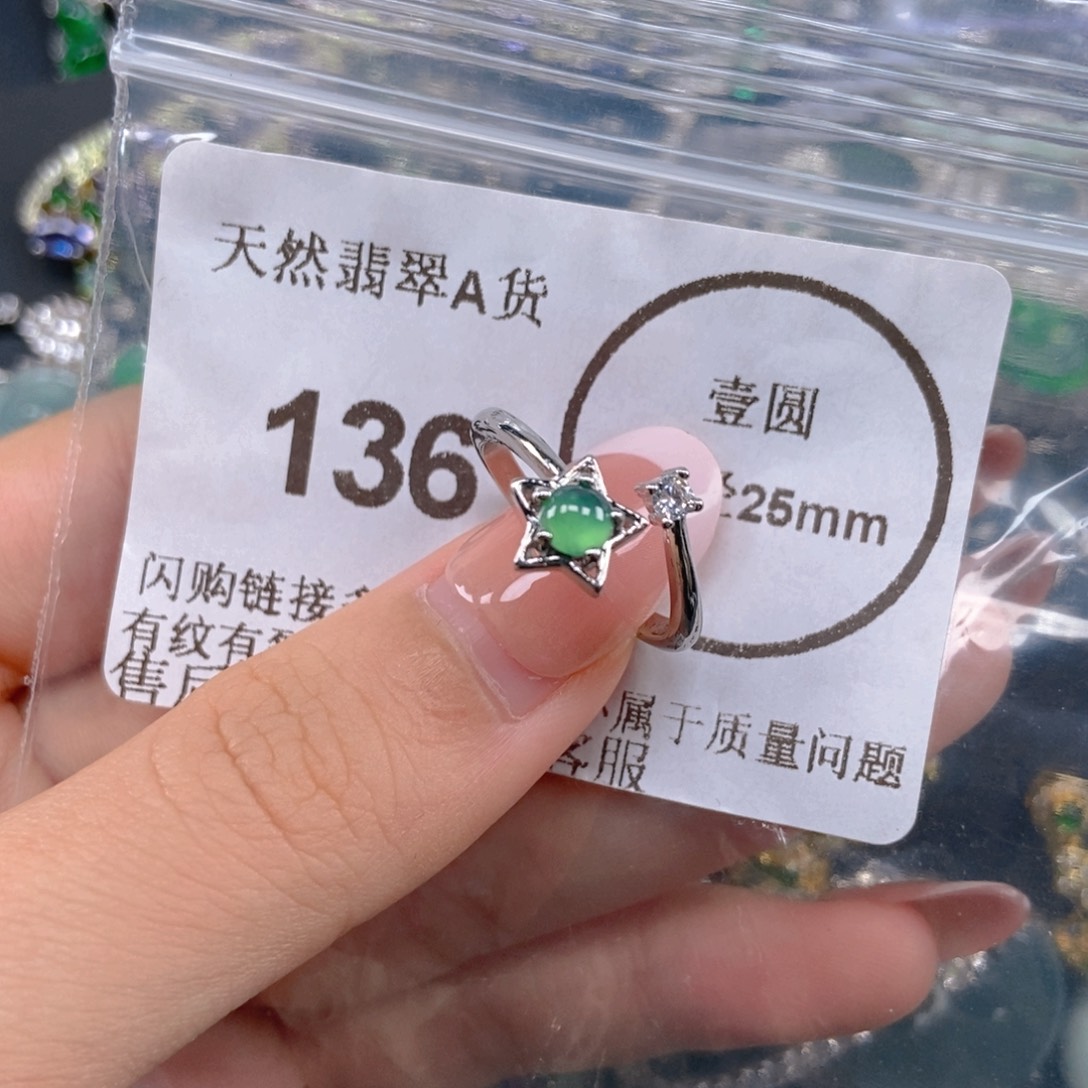 天然翡翠A货
136
壹圆
25mm
闪购链接
有纹有
属于质量问题
售后
客服